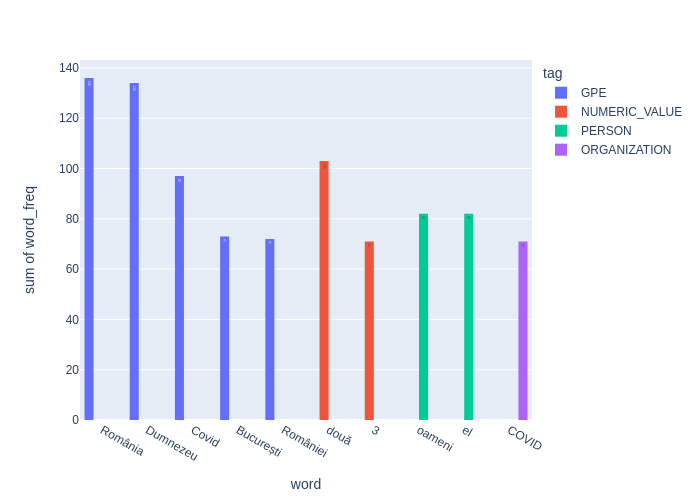 tag
GPE
NUMERIC_VALUE
PERSON
ORGANIZATION
sum of word_freq
140
120
100
80
60
40
20
0
România
Dumnezeu
Covid
București
României
două
3
oameni
el
COVID
word